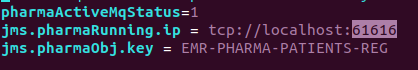 pharmaActiveMqStatus=1
jms.pharmaRunning.ip = tcp://localhost:61616
jms.pharmaObj.key = EMR-PHARMA-PATIENTS-REG